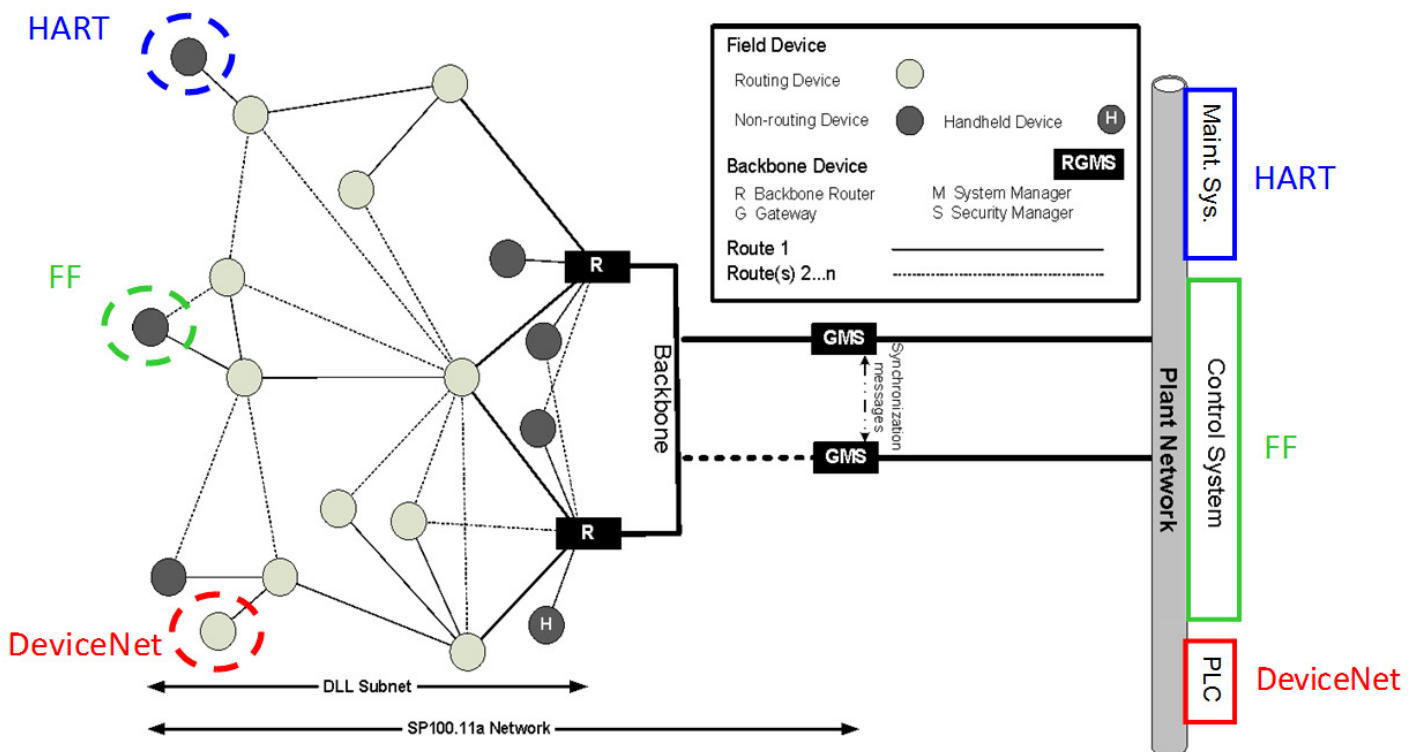 HART
FF
DeviceNet
H
R
R
Backbone
DLL Subnet
SP100.11a Network
Field Device
Routing Device
Non-routing Device
Handheld Device
H
Backbone Device
RGMS
R Backbone Router
M System Manager
G Gateway
S Security Manager
Route 1
Route(s) 2...n
GMS
Synchronization
messages
GMS
Plant Network
Maint. Sys.
Control System
PLC
HART
FF
DeviceNet